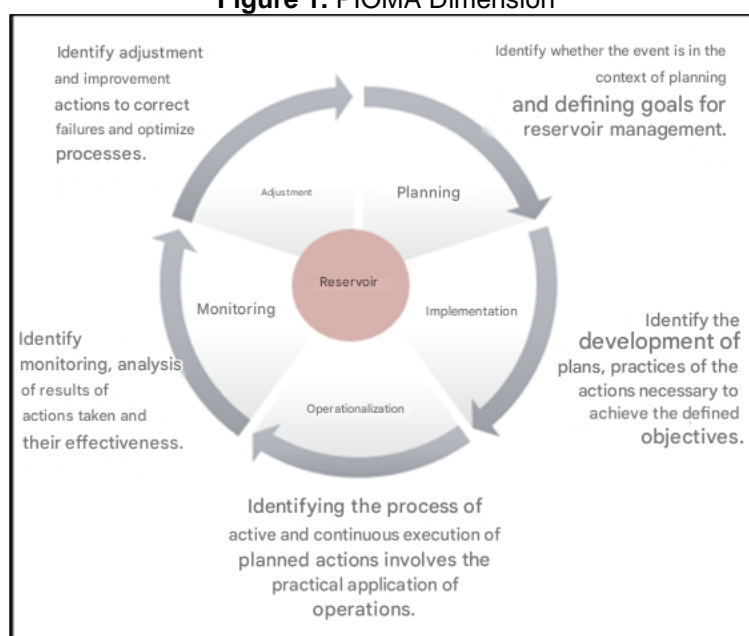 Figure 1. PIOMA Dimension
Identify adjustment
and improvement
actions to correct
failures and optimize
processes.
Identify whether the event is in the
context of planning
and defining goals for
reservoir management.
Adjustment
Planning
Reservoir
Monitoring
Implementation
Operationalization
Identify
monitoring, analysis
of results of
actions taken and
their effectiveness.
Identify the
development of
plans, practices of the
actions necessary to
achieve the defined
objectives.
Identifying the process of
active and continuous execution of
planned actions involves the
practical application of
operations.